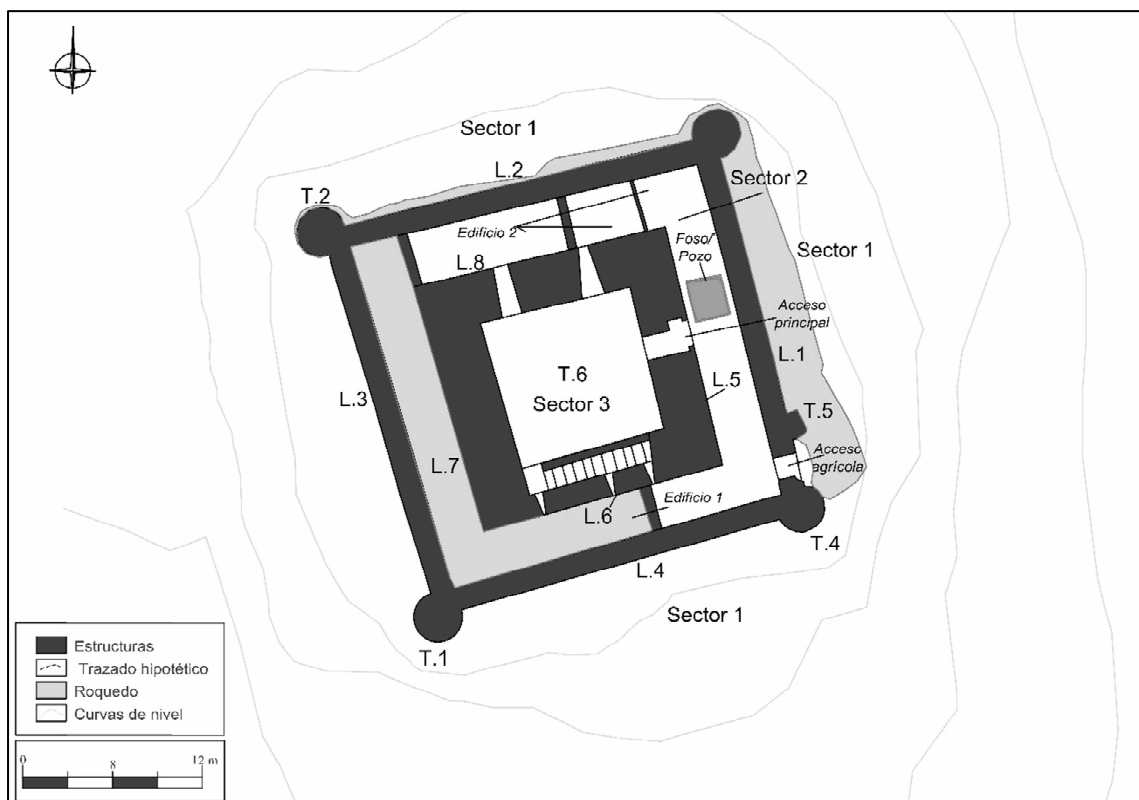 Sector 1
L.2
T.2
Sector 2
Edificio 2
Foso/
Pozo
Sector 1
L.8
Acceso
principal
L.1
T.6
Sector 3
L.5
L.3
T.5
Acceso
agrícola
L.7
Edificio 1
L.6
T.4
L.4
Sector 1
T.1
Estructuras
Trazado hipotético
Roquedo
Curvas de nivel
0 8 12 m